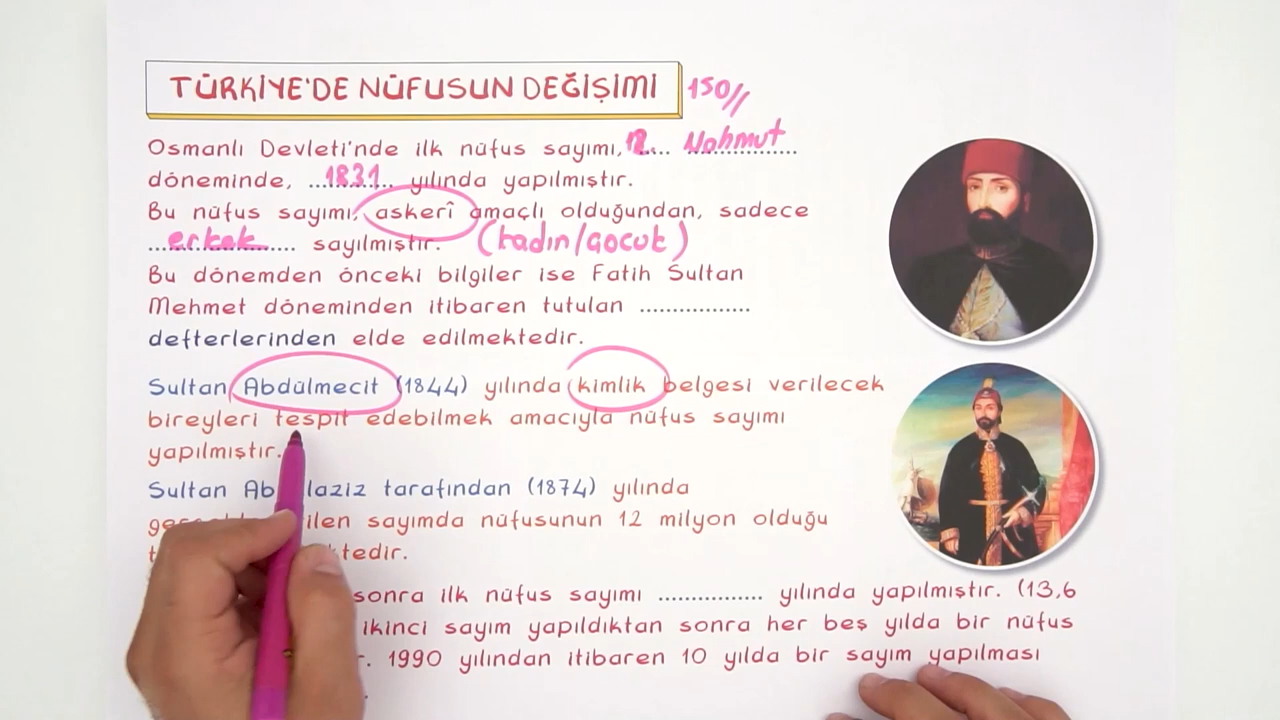 TÜRKİYE'DE NÜFUSUN DEĞİŞİMİ 150//
Osmanlı Devleti'nde ilk nüfus sayımı, II.... Mahmut
döneminde, ...1831... yılında yapılmıştır.
Bu nüfus sayımı, askerî amaçlı olduğundan, sadece
...erkek... sayılmıştır. (kadın/çocuk)
Bu dönemden önceki bilgiler ise Fatih Sultan
Mehmet döneminden itibaren tutulan .................
defterlerinden elde edilmektedir.
Sultan Abdülmecit (1844) yılında kimlik belgesi verilecek
bireyleri tespit edebilmek amacıyla nüfus sayımı
yapılmıştır.
Sultan tarafından (1874) yılında
sayımda nüfusunun 12 milyon olduğu
sonra ilk nüfus sayımı ................ yılında yapılmıştır. (13,6
ikinci sayım yapıldıktan sonra her beş yılda bir nüfus
1990 yılından itibaren 10 yılda bir sayım yapılması